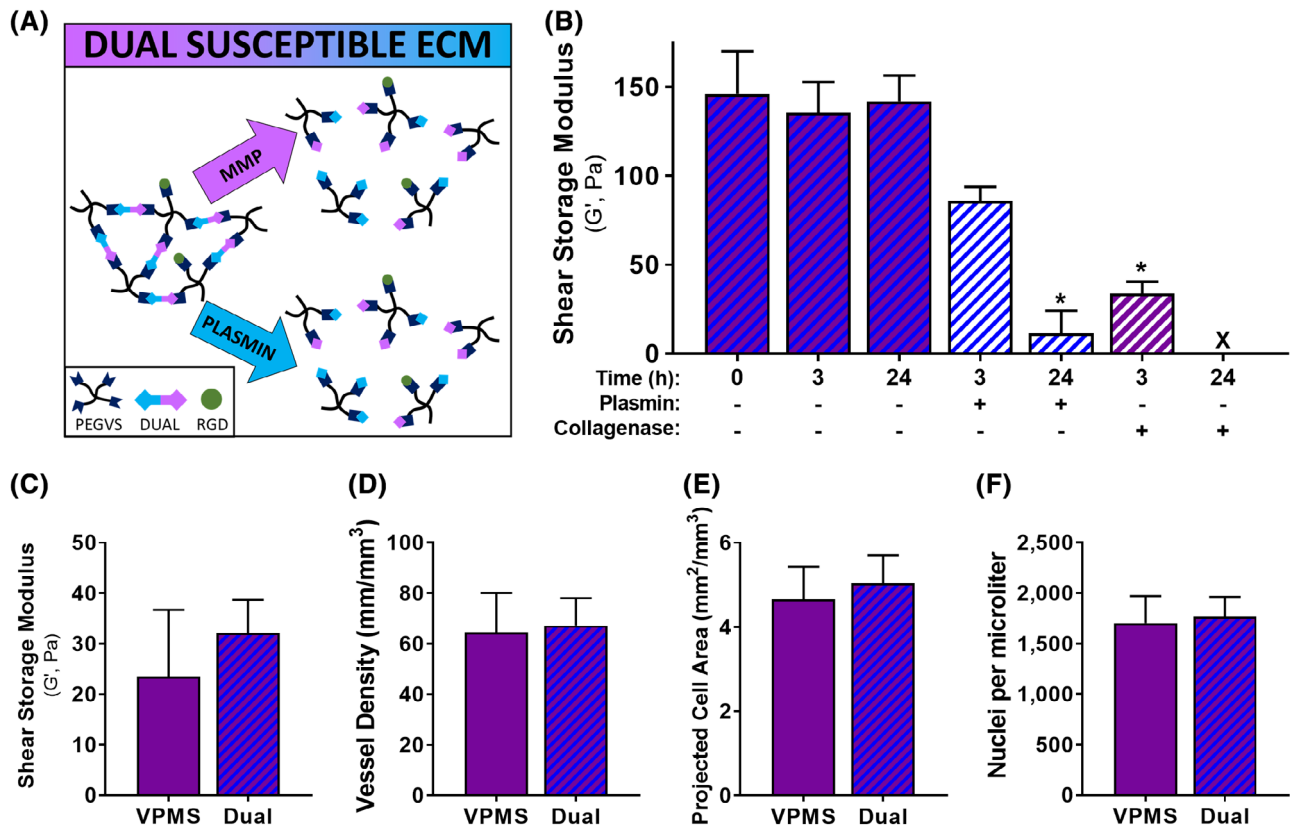 (A)
DUAL SUSCEPTIBLE ECM
MMP
PLASMIN
PEGVS DUAL RGD
(B)
Shear Storage Modulus
(G', Pa)
150
100
50
0
* * X
Time (h): 0 3 24 3 24 3 24
Plasmin: - - - + + - -
Collagenase: - - - - - + +
(C)
Shear Storage Modulus
(G', Pa)
50
40
30
20
10
0
VPMS Dual
(D)
Vessel Density (mm/mm³)
100
80
60
40
20
0
VPMS Dual
(E)
Projected Cell Area (mm²/mm³)
6
4
2
0
VPMS Dual
(F)
Nuclei per microliter
2,500
2,000
1,500
1,000
500
0
VPMS Dual